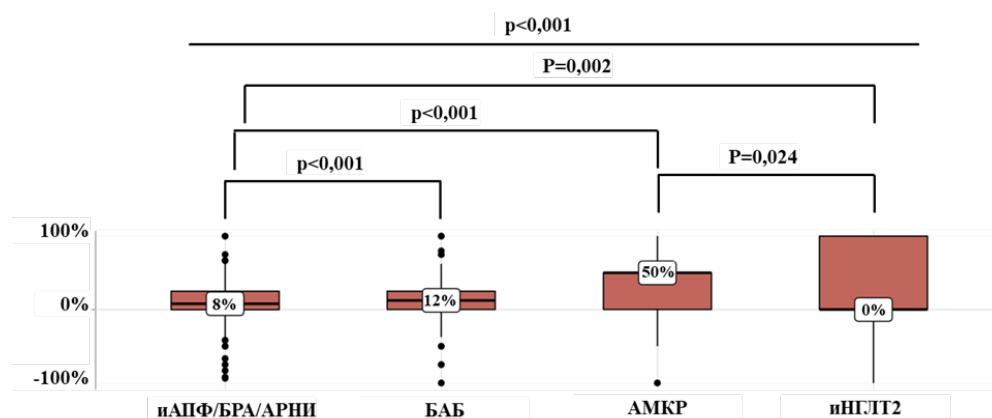 p<0,001
P=0,002
p<0,001
P=0,024
p<0,001
100%
0%
-100%
8%
12%
50%
0%
иАПФ/БРА/АРНИ
БАБ
АМКР
иНГЛТ2